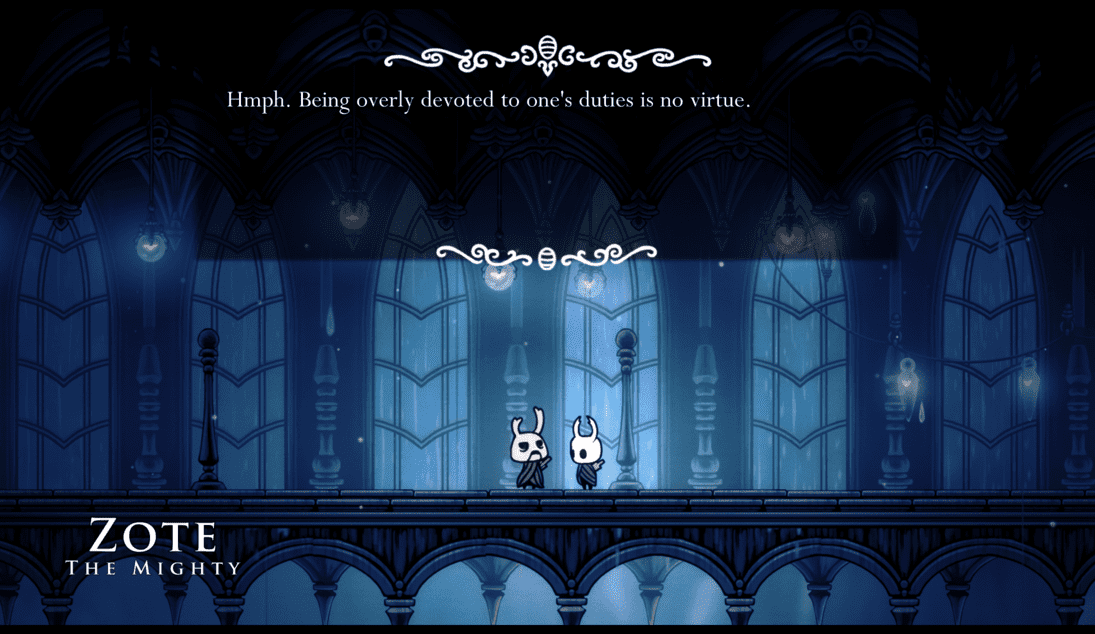 Hmph. Being overly devoted to one's duties is no virtue.
Zote
The Mighty